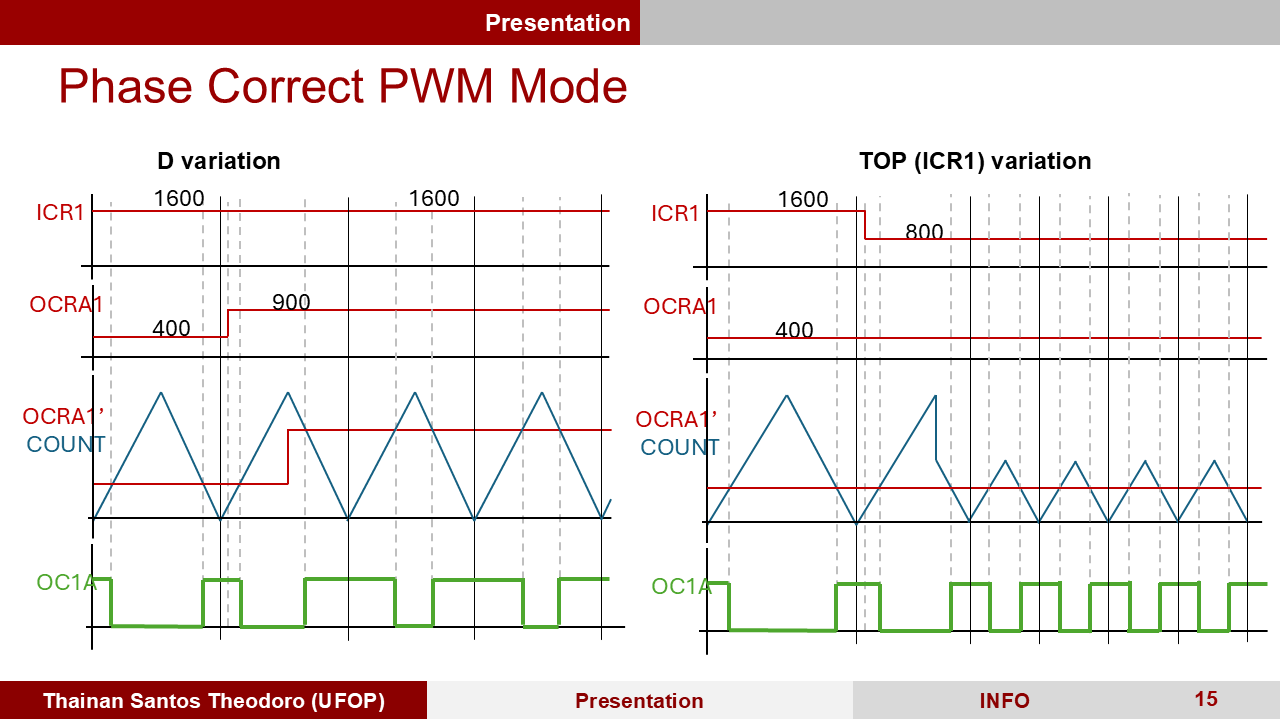 Presentation
Phase Correct PWM Mode
D variation
ICR1
1600
1600
OCRA1
400
900
OCRA1’
COUNT
OC1A
TOP (ICR1) variation
ICR1
1600
800
OCRA1
400
OCRA1’
COUNT
OC1A
Thainan Santos Theodoro (UFOP)
Presentation
INFO
15